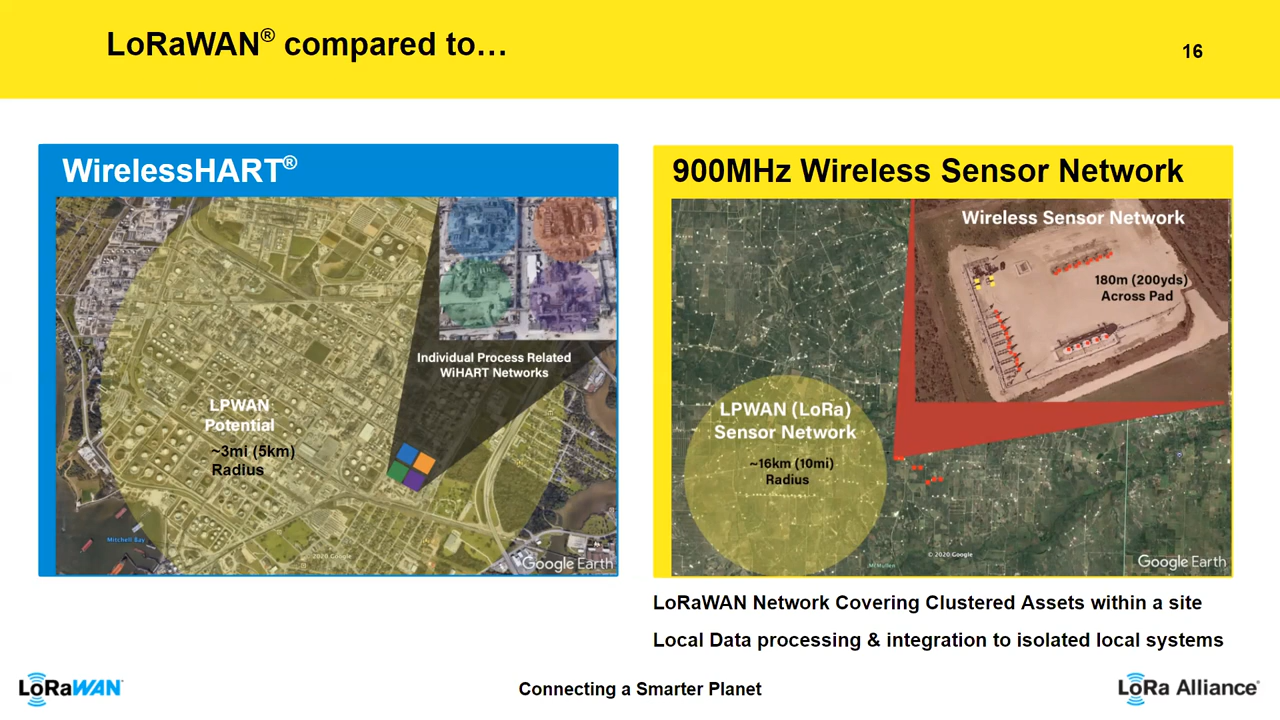 LoRaWAN® compared to…
16
WirelessHART®
Individual Process Related
WiHART Networks
LPWAN
Potential
~3mi (5km)
Radius
Mitchell Bay
2020 Google
Google Earth
900MHz Wireless Sensor Network
Wireless Sensor Network
180m (200yds)
Across Pad
LPWAN (LoRa)
Sensor Network
~16km (10mi)
Radius
© 2020 Google
McMullen
Google Earth
LoRaWAN Network Covering Clustered Assets within a site
Local Data processing & integration to isolated local systems
LoRaWAN
Connecting a Smarter Planet
LoRa Alliance®